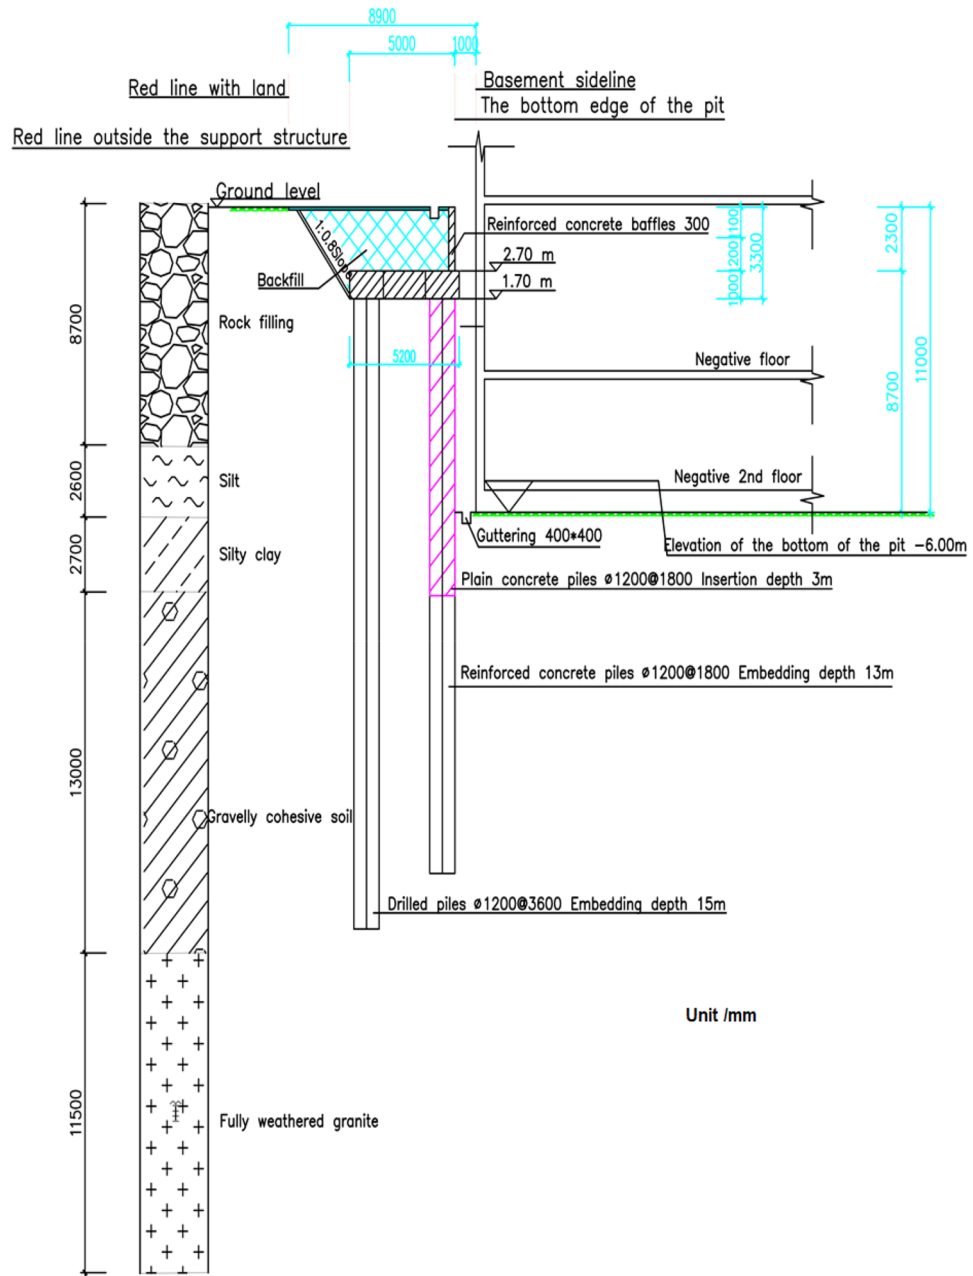 8900
5000
1000
Red line with land
Basement sideline
The bottom edge of the pit
Red line outside the support structure
Ground level
1:0.8Slope
Reinforced concrete baffles 300
2.70 m
1.70 m
Backfill
1100
1200
1000
3300
2300
8700
11000
8700
Rock filling
5200
Negative floor
2600
Silt
Negative 2nd floor
Guttering 400*400
Elevation of the bottom of the pit -6.00m
2700
Silty clay
Plain concrete piles ø1200@1800 Insertion depth 3m
Reinforced concrete piles ø1200@1800 Embedding depth 13m
13000
Gravelly cohesive soil
Drilled piles ø1200@3600 Embedding depth 15m
Unit /mm
11500
Fully weathered granite